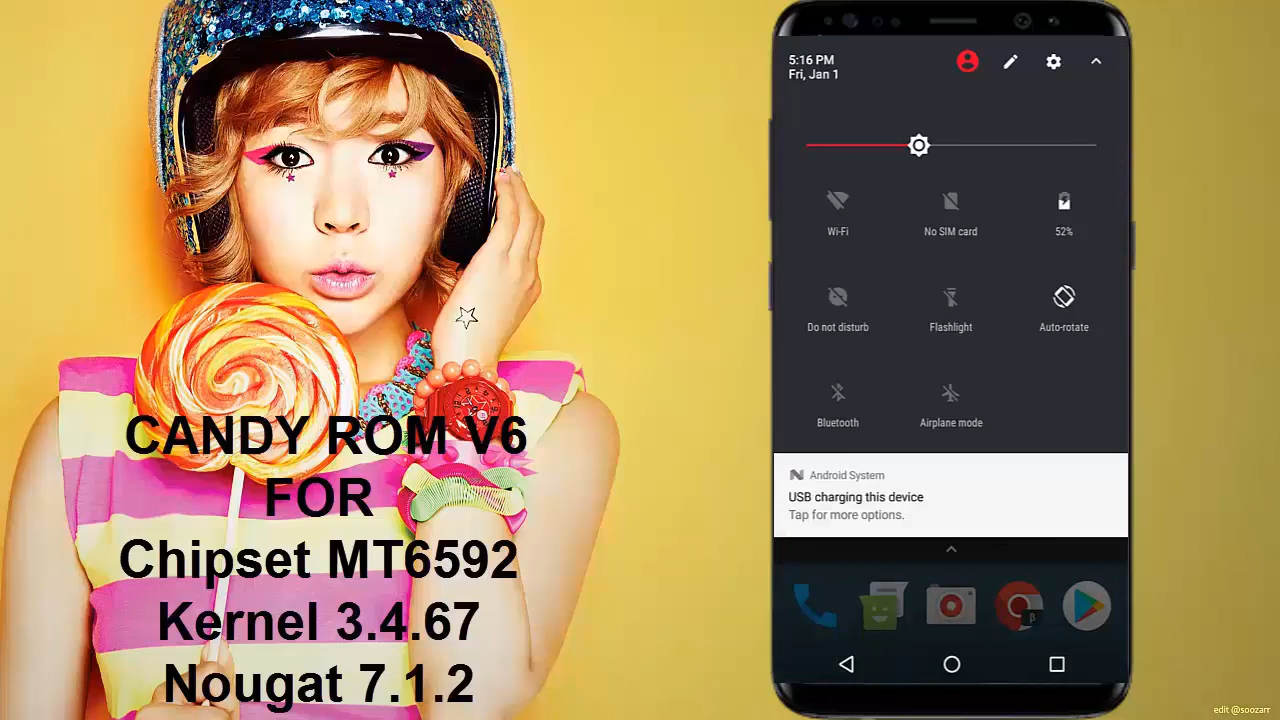 CANDY ROM V6
FOR
Chipset MT6592
Kernel 3.4.67
Nougat 7.1.2
5:16 PM
Fri, Jan 1
Wi-Fi
No SIM card
52%
Do not disturb
Flashlight
Auto-rotate
Bluetooth
Airplane mode
Android System
USB charging this device
Tap for more options.
β
edit @soozarr